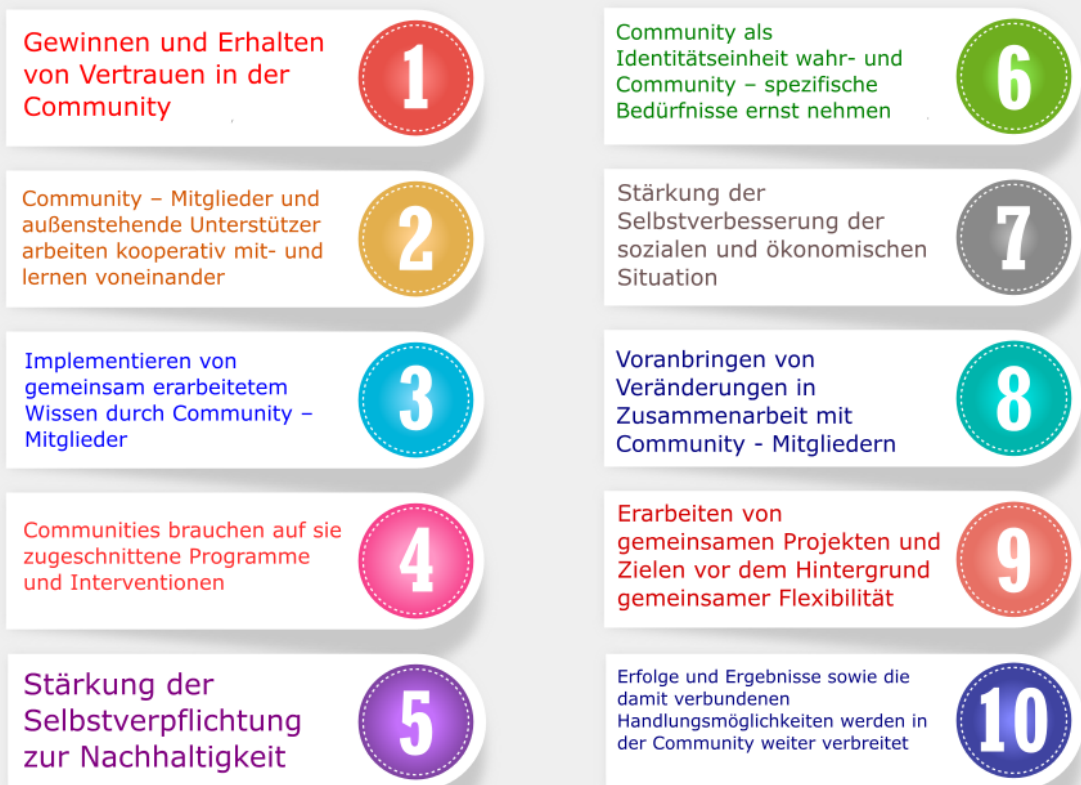 Gewinnen und Erhalten
von Vertrauen in der
Community
1
Community – Mitglieder und
außenstehende Unterstützer
arbeiten kooperativ mit- und
lernen voneinander
2
Implementieren von
gemeinsam erarbeitetem
Wissen durch Community –
Mitglieder
3
Communities brauchen auf sie
zugeschnittene Programme
und Interventionen
4
Stärkung der
Selbstverpflichtung
zur Nachhaltigkeit
5
Community als
Identitätseinheit wahr- und
Community – spezifische
Bedürfnisse ernst nehmen
6
Stärkung der
Selbstverbesserung der
sozialen und ökonomischen
Situation
7
Voranbringen von
Veränderungen in
Zusammenarbeit mit
Community - Mitgliedern
8
Erarbeiten von
gemeinsamen Projekten und
Zielen vor dem Hintergrund
gemeinsamer Flexibilität
9
Erfolge und Ergebnisse sowie die
damit verbundenen
Handlungsmöglichkeiten werden in
der Community weiter verbreitet
10